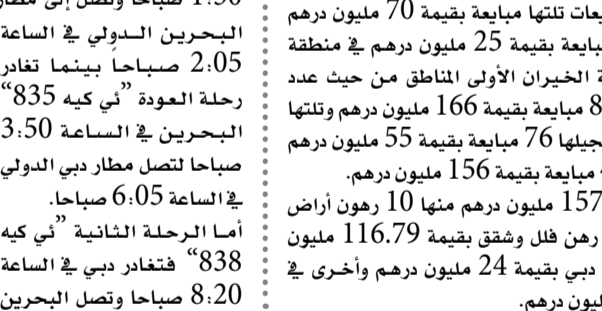 يعات تلتها مبايعة بقيمة 70 مليون درهم
بايعة بقيمة 25 مليون درهم في منطقة
ة الخيران الأولى المناطق من حيث عدد
8 مبايعة بقيمة 166 مليون درهم وتلتها
جيلها 76 مبايعة بقيمة 55 مليون درهم
مبايعة بقيمة 156 مليون درهم.
157 مليون درهم منها 10 رهون أراض
رهن فلل وشقق بقيمة 116.79 مليون
دبي بقيمة 24 مليون درهم وأخرى في
ليون درهم.
1:50 صباحا وتصل إلى مطار
البحرين الدولي في الساعة
2:05 صباحاً بينما تغادر
رحلة العودة ”ئي كيه 835“
البحرين في الساعة 3:50
صباحا لتصل مطار دبي الدولي
في الساعة 6:05 صباحا.
أما الرحلة الثانية ”ئي كيه
838“ فتغادر دبي في الساعة
8:20 صباحا وتصل البحرين